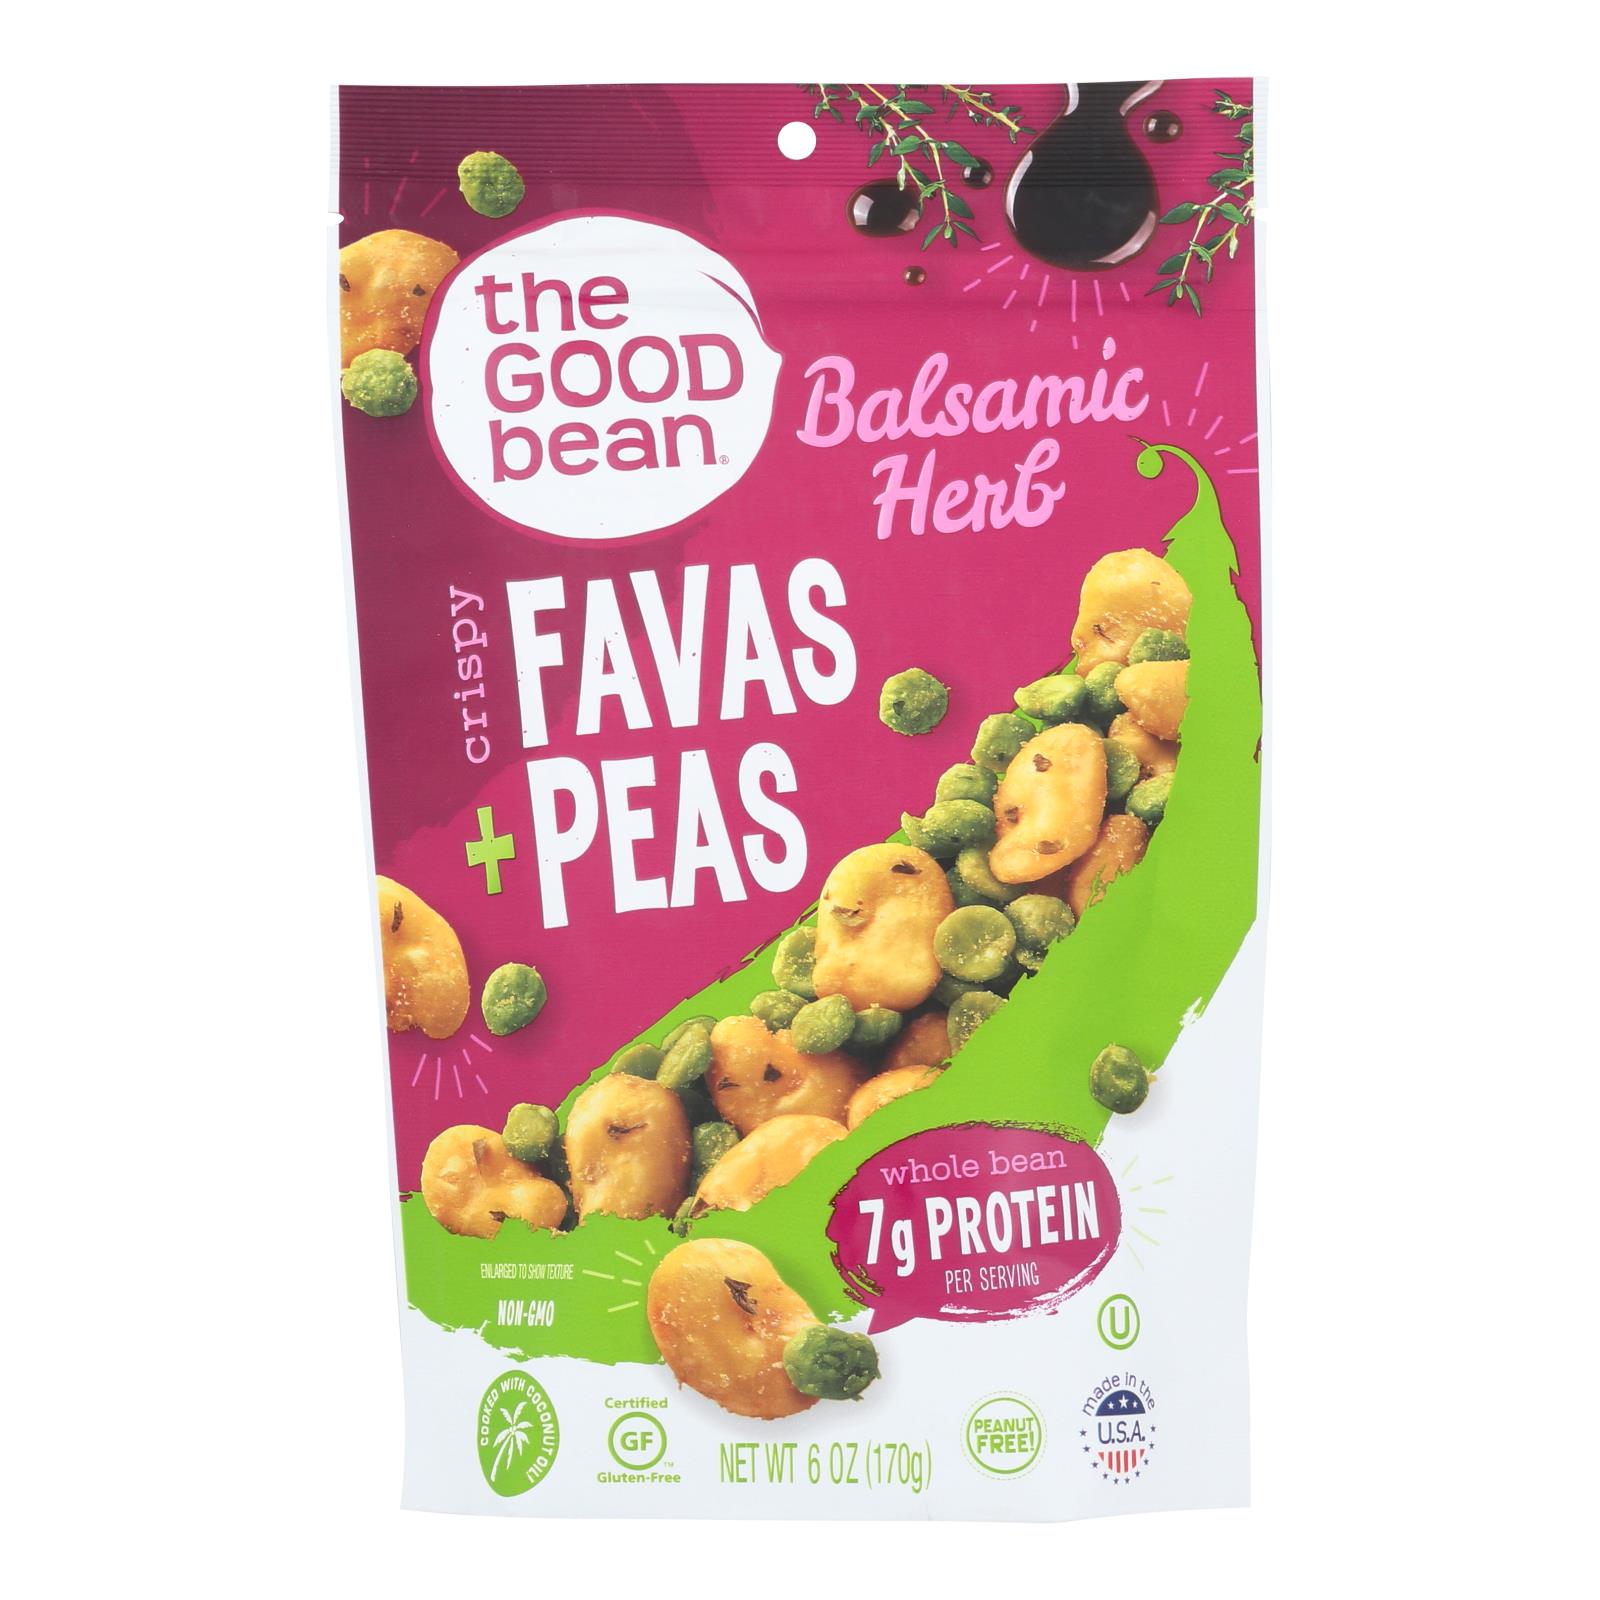 the
GOOD
bean®
Balsamic
Herb
crispy
FAVAS
+ PEAS
whole bean
7g PROTEIN
PER SERVING
ENLARGED TO SHOW TEXTURE
NON-GMO
COOKED WITH COCONUT OIL!
Certified
GF
™
Gluten-Free
NET WT 6 OZ (170g)
PEANUT
FREE!
U
made in the
U.S.A.